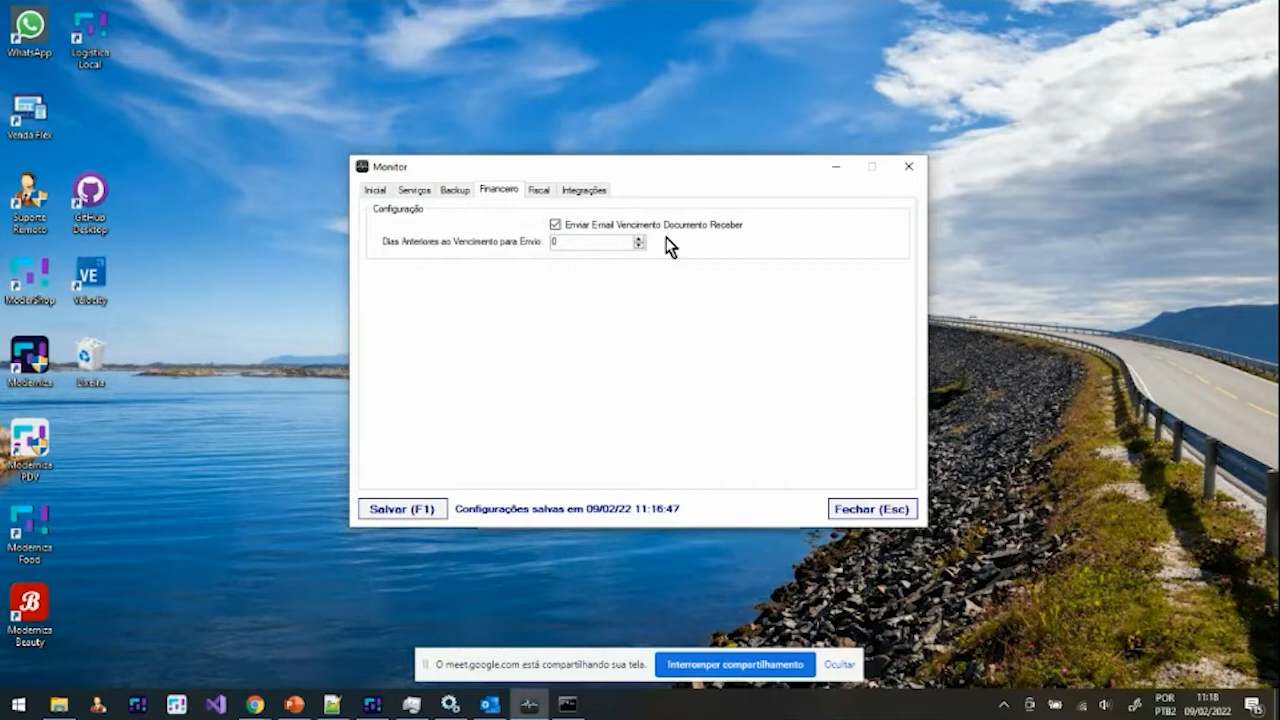 WhatsApp
Logistica
Local
Venda Flex
Suporte
Remoto
GitHub
Desktop
ModerShop
VE
Velocity
Moderniza
Lixeira
Moderniza
PDV
Moderniza
Food
B
Moderniza
Beauty
Monitor
Inicial Serviços Backup Financeiro Fiscal Integrações
Configuração
Enviar Email Vencimento Documento Receber
Dias Anteriores ao Vencimento para Envio: 0
Salvar (F1) Configurações salvas em 09/02/22 11:16:47 Fechar (Esc)
O meet.google.com está compartilhando sua tela. Interromper compartilhamento Ocultar
POR 11:18
PTB2 09/02/2022 15